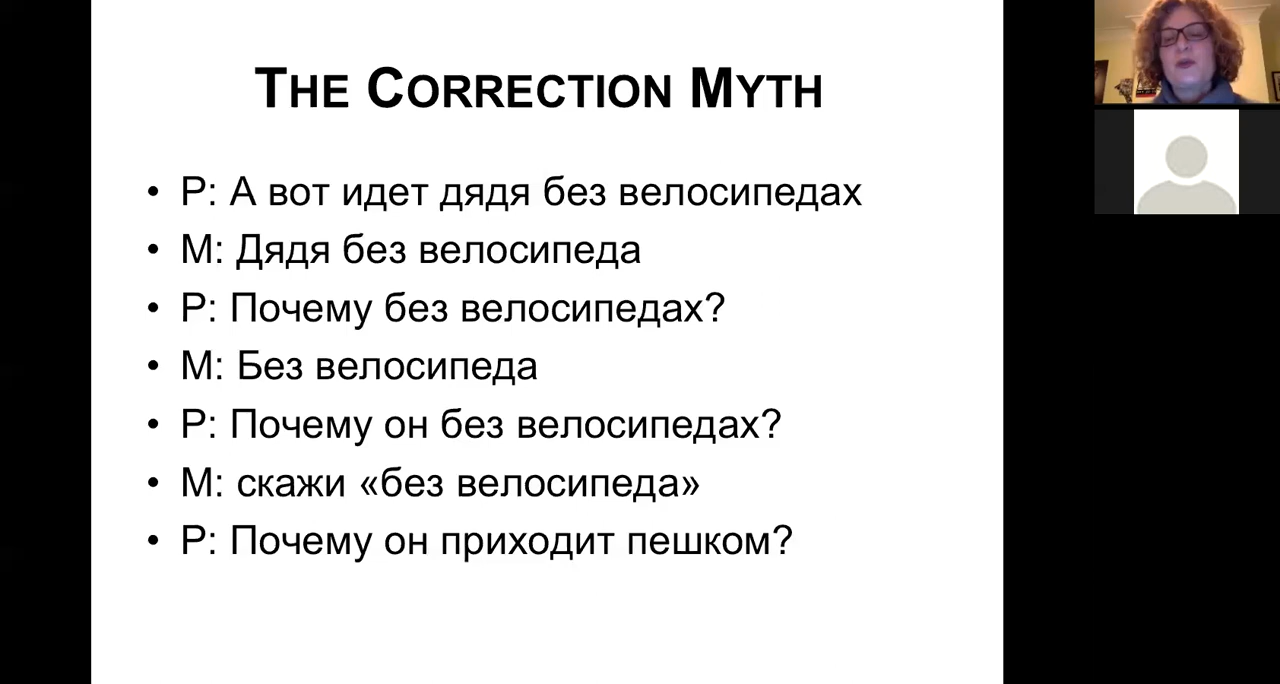 THE CORRECTION MYTH
• Р: А вот идет дядя без велосипедах
• М: Дядя без велосипеда
• Р: Почему без велосипедах?
• М: Без велосипеда
• Р: Почему он без велосипедах?
• М: скажи «без велосипеда»
• Р: Почему он приходит пешком?